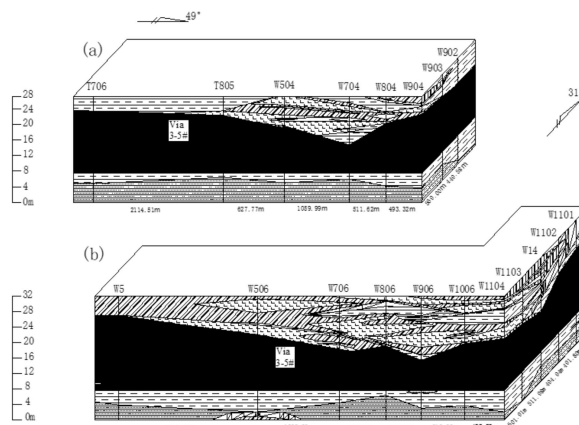 49°
(a)
W902
W903
T706 T805 W504 W704 W804 W904
28
24
20
16
12
8
4
0m
Via
3-5#
2114.81m 627.77m 1089.99m 811.62m 493.32m
31
(b)
W1101
W1102
W14
W1103
W1104
W5 W506 W706 W806 W906 W1006
32
28
24
20
16
12
8
4
0m
Via
3-5#